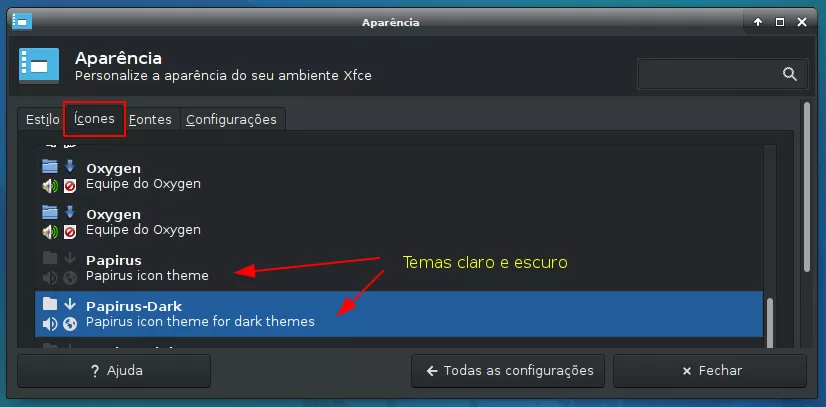 Aparência
Aparência
Personalize a aparência do seu ambiente Xfce
Estilo Ícones Fontes Configurações
Oxygen
Equipe do Oxygen
Oxygen
Equipe do Oxygen
Papirus
Papirus icon theme
Temas claro e escuro
Papirus-Dark
Papirus icon theme for dark themes
? Ajuda
Todas as configurações
Fechar